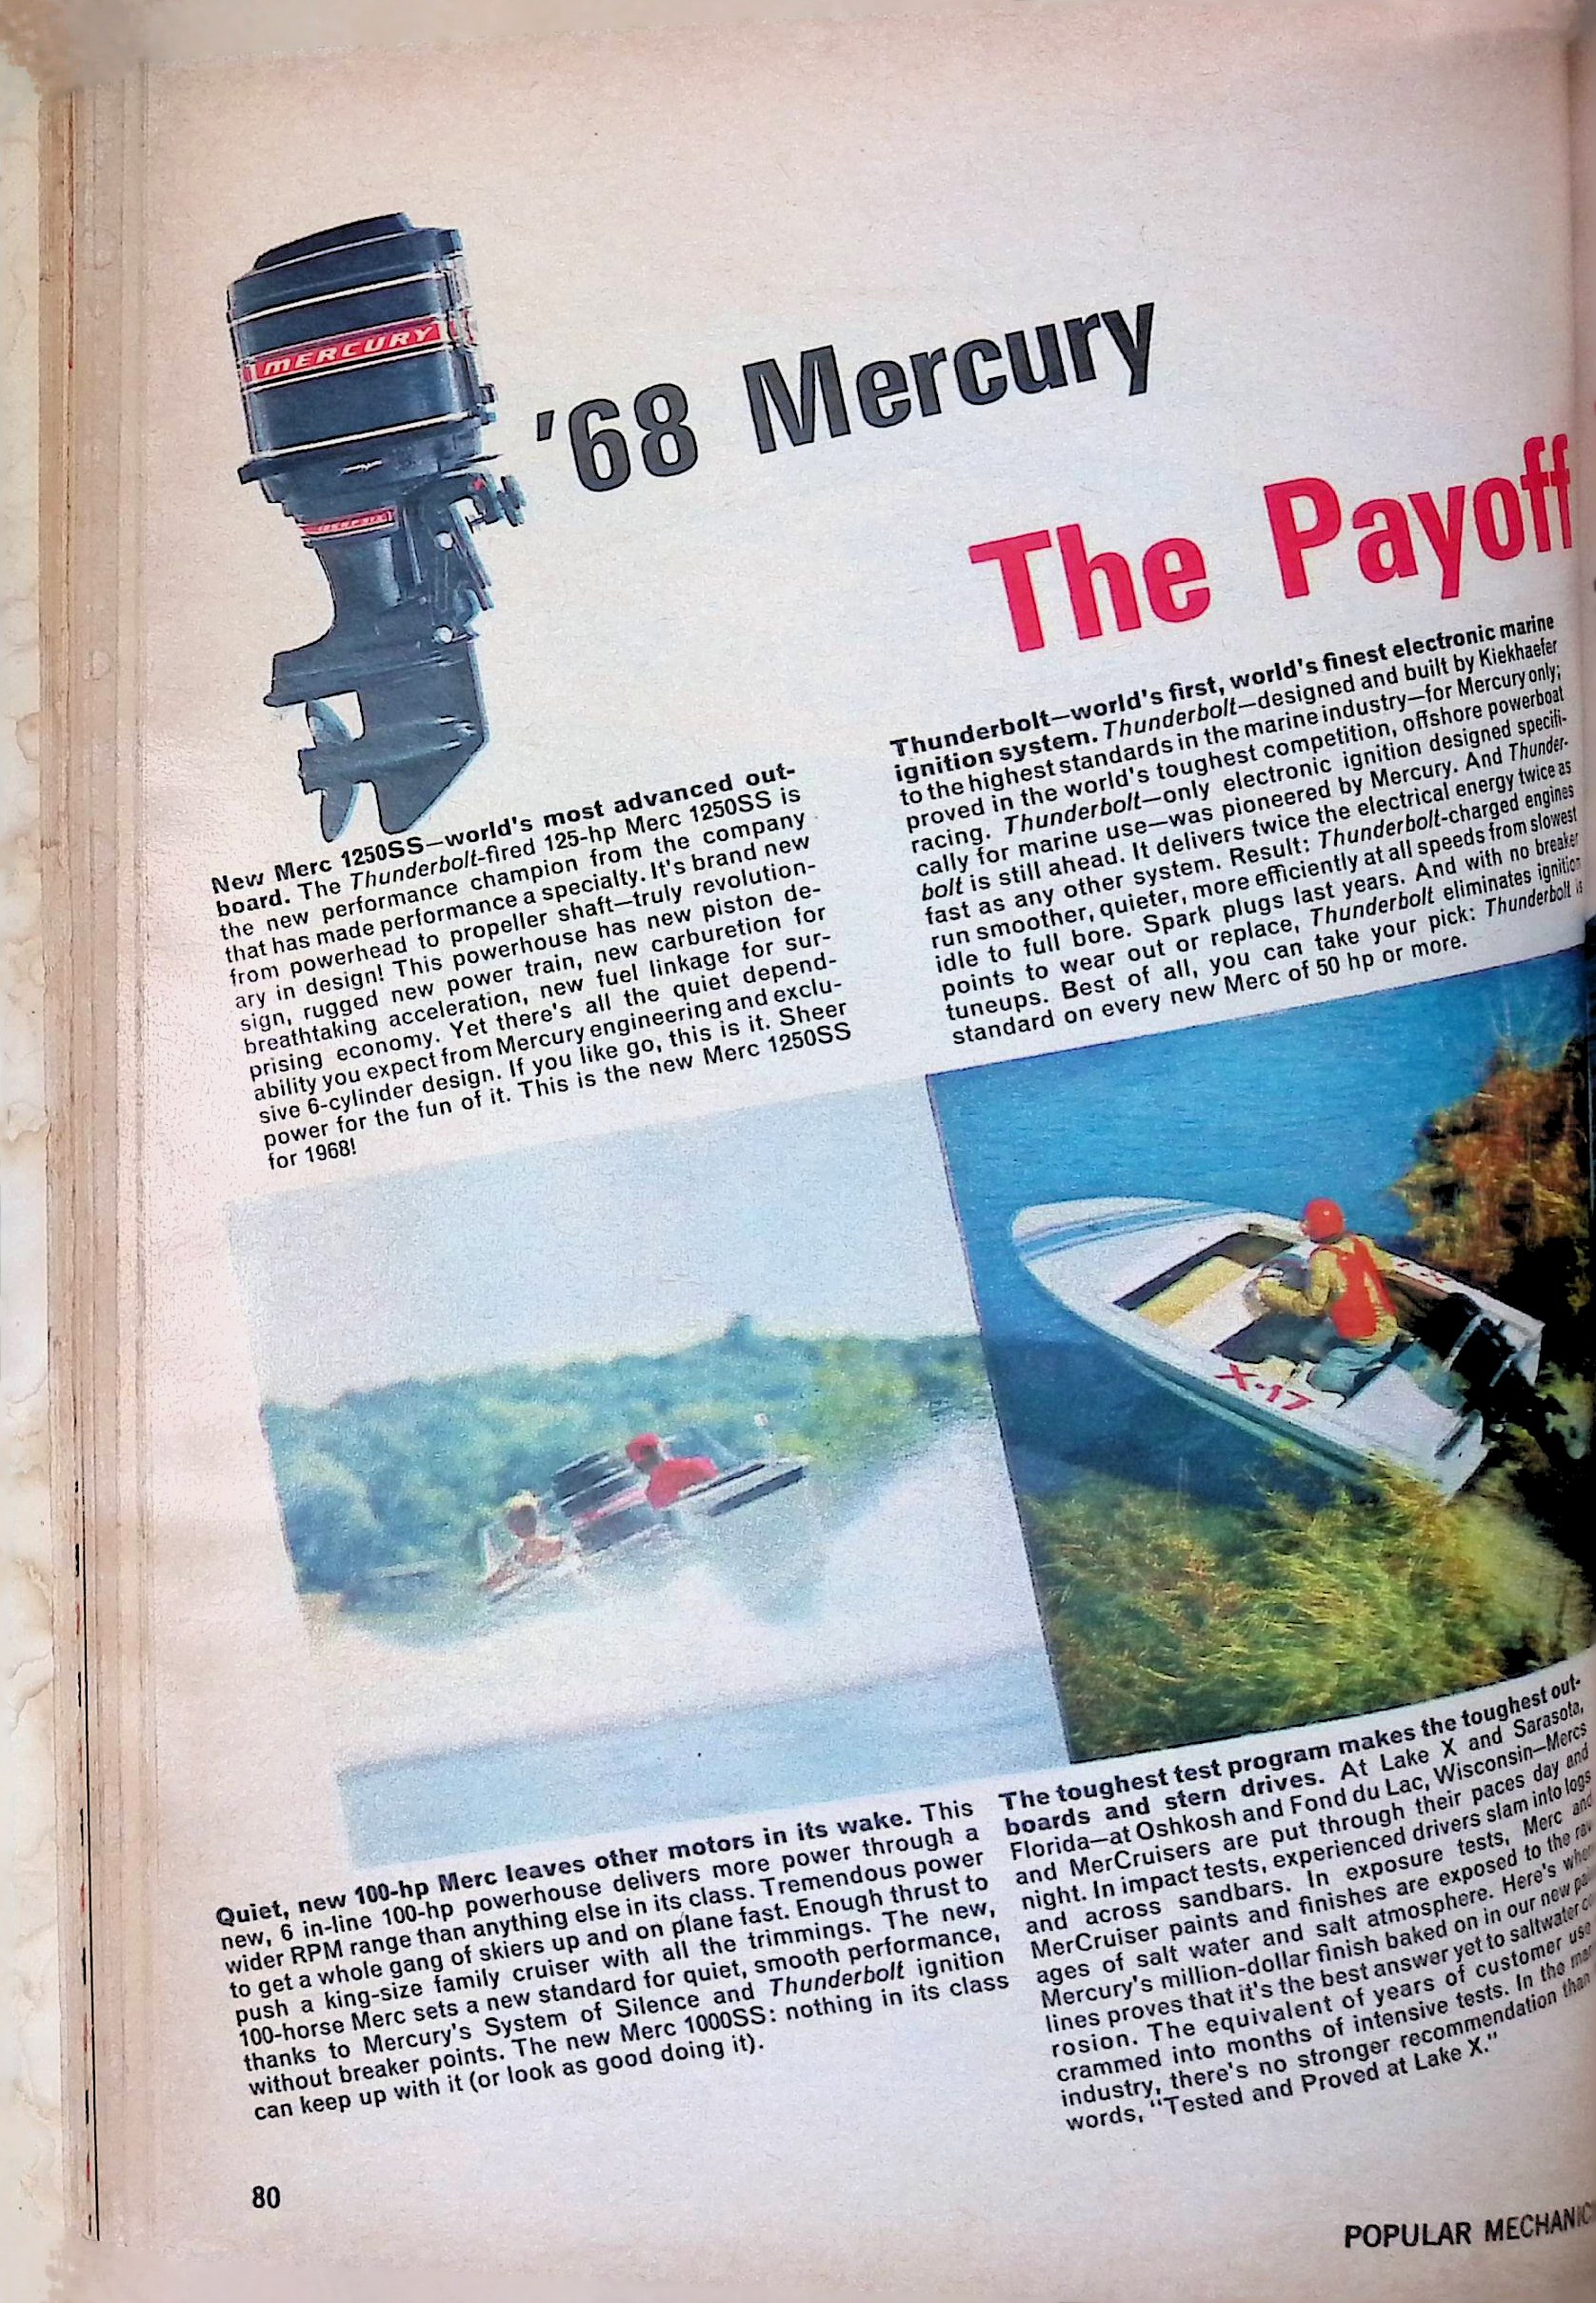 MERCURY
MERCURY
'68 Mercury
The Payoff
New Merc 1250SS—world's most advanced out-
board. The Thunderbolt-fired 125-hp Merc 1250SS is
the new performance champion from the company
that has made performance a specialty. It's brand new
from powerhead to propeller shaft—truly revolution-
ary in design! This powerhouse has new piston de-
sign, rugged new power train, new carburetion for
breathtaking acceleration, new fuel linkage for sur-
prising economy. Yet there's all the quiet depend-
ability you expect from Mercury engineering and exclu-
sive 6-cylinder design. If you like go, this is it. Sheer
power for the fun of it. This is the new Merc 1250SS
for 1968!
Thunderbolt—world's first, world's finest electronic marine
ignition system. Thunderbolt—designed and built by Kiekhaefer
to the highest standards in the marine industry—for Mercury only;
proved in the world's toughest competition, offshore powerboat
racing. Thunderbolt—only electronic ignition designed specifi-
cally for marine use—was pioneered by Mercury. And Thunder-
bolt is still ahead. It delivers twice the electrical energy twice as
fast as any other system. Result: Thunderbolt-charged engines
run smoother, quieter, more efficiently at all speeds from slowest
idle to full bore. Spark plugs last years. And with no breaker
points to wear out or replace, Thunderbolt eliminates ignition
tuneups. Best of all, you can take your pick: Thunderbolt is
standard on every new Merc of 50 hp or more.
X-17
Quiet, new 100-hp Merc leaves other motors in its wake. This
new, 6 in-line 100-hp powerhouse delivers more power through a
wider RPM range than anything else in its class. Tremendous power
to get a whole gang of skiers up and on plane fast. Enough thrust to
push a king-size family cruiser with all the trimmings. The new,
100-horse Merc sets a new standard for quiet, smooth performance,
thanks to Mercury's System of Silence and Thunderbolt ignition
without breaker points. The new Merc 1000SS: nothing in its class
can keep up with it (or look as good doing it).
The toughest test program makes the toughest out-
boards and stern drives. At Lake X and Sarasota,
Florida—at Oshkosh and Fond du Lac, Wisconsin—Mercs
and MerCruisers are put through their paces day and
night. In impact tests, experienced drivers slam into logs
and across sandbars. In exposure tests, Merc and
MerCruiser paints and finishes are exposed to the
ages of salt water and salt atmosphere. Here's
Mercury's million-dollar finish baked on in our new
lines proves that it's the best answer yet to saltwater
rosion. The equivalent of years of customer use
crammed into months of intensive tests. In the
industry, there's no stronger recommendation than
words, "Tested and Proved at Lake X."
80
POPULAR MECHANIC